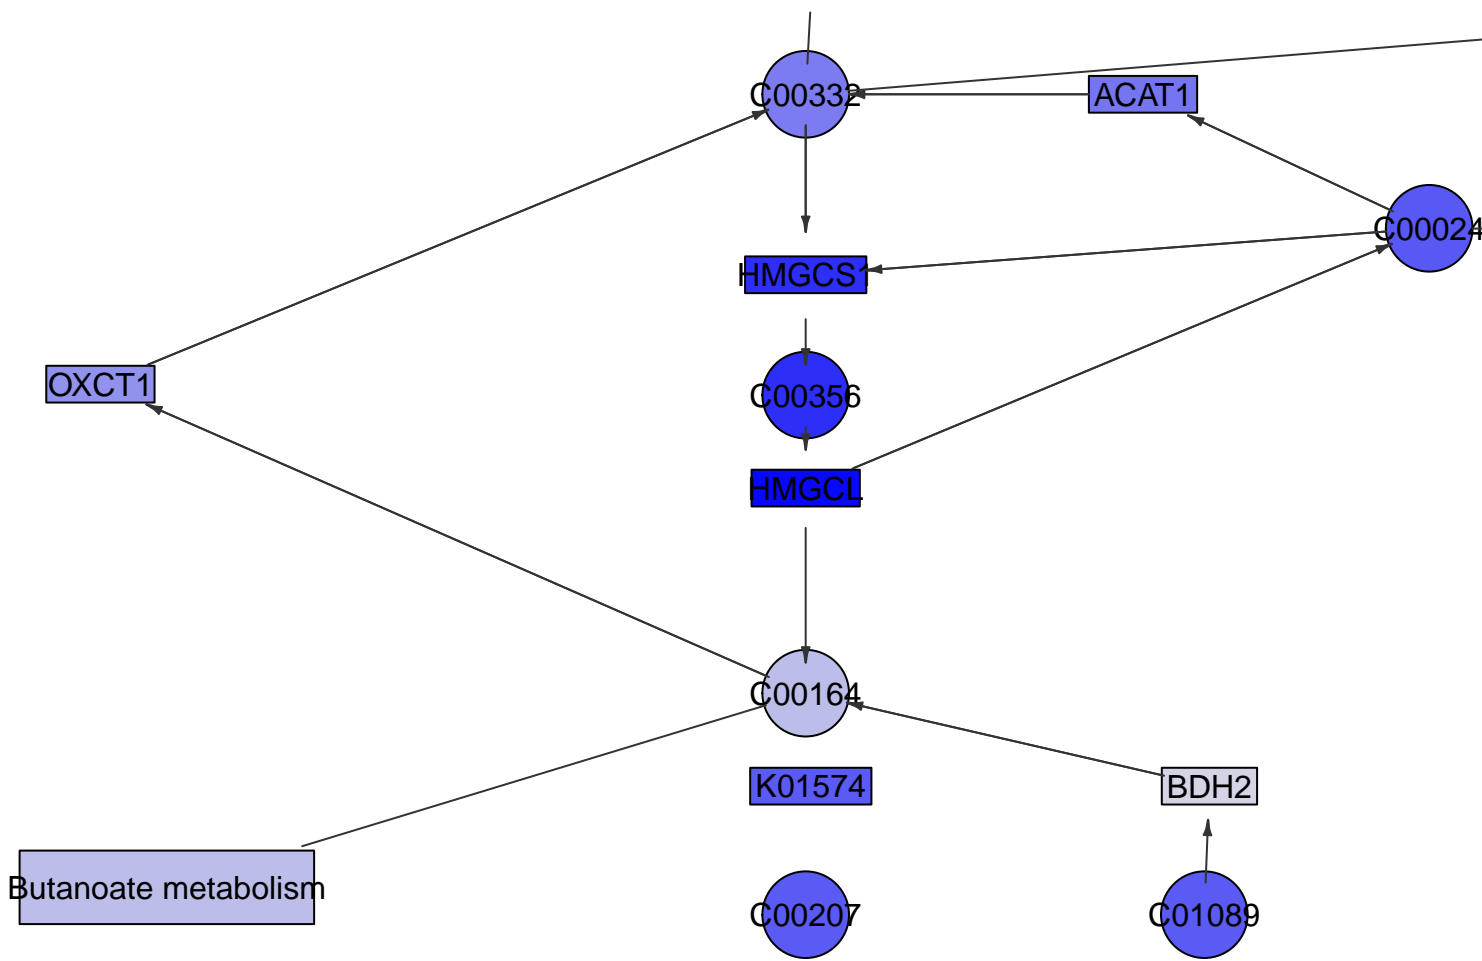 C00332
ACAT1
C00024
HMGCS1
OXCT1
C00356
HMGCL
C00164
K01574
BDH2
Butanoate metabolism
C00207
C01089